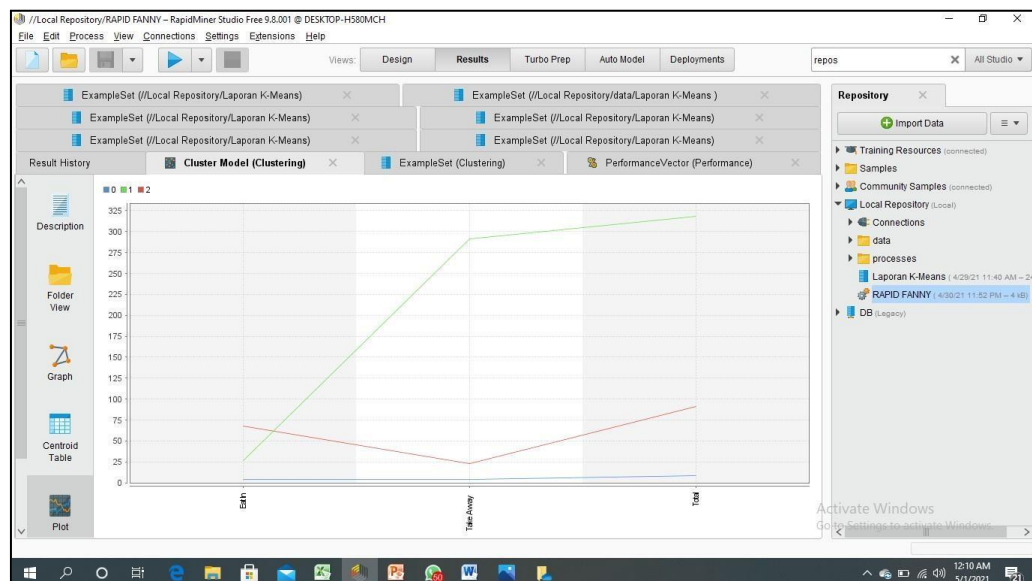 //Local Repository/RAPID FANNY – RapidMiner Studio Free 9.8.001 @ DESKTOP-H580MCH
File Edit Process View Connections Settings Extensions Help
Views: Design Results Turbo Prep Auto Model Deployments repos All Studio
ExampleSet (//Local Repository/Laporan K-Means) ExampleSet (//Local Repository/data/Laporan K-Means )
ExampleSet (//Local Repository/Laporan K-Means) ExampleSet (//Local Repository/Laporan K-Means)
ExampleSet (//Local Repository/Laporan K-Means) ExampleSet (//Local Repository/Laporan K-Means)
Result History Cluster Model (Clustering) ExampleSet (Clustering) PerformanceVector (Performance)
Description
Folder
View
Graph
Centroid
Table
Plot
0 1 2
325
300
275
250
225
200
175
150
125
100
75
50
25
0
Eat In
Take Away
Total
Repository
Import Data
Training Resources (connected)
Samples
Community Samples (connected)
Local Repository (Local)
Connections
data
processes
Laporan K-Means ( 4/29/21 11:40 AM – 24
RAPID FANNY ( 4/30/21 11:52 PM – 4 kB)
DB (Legacy)
Activate Windows
Go to Settings to activate Windows.
50
12:10 AM
5/1/2021
21